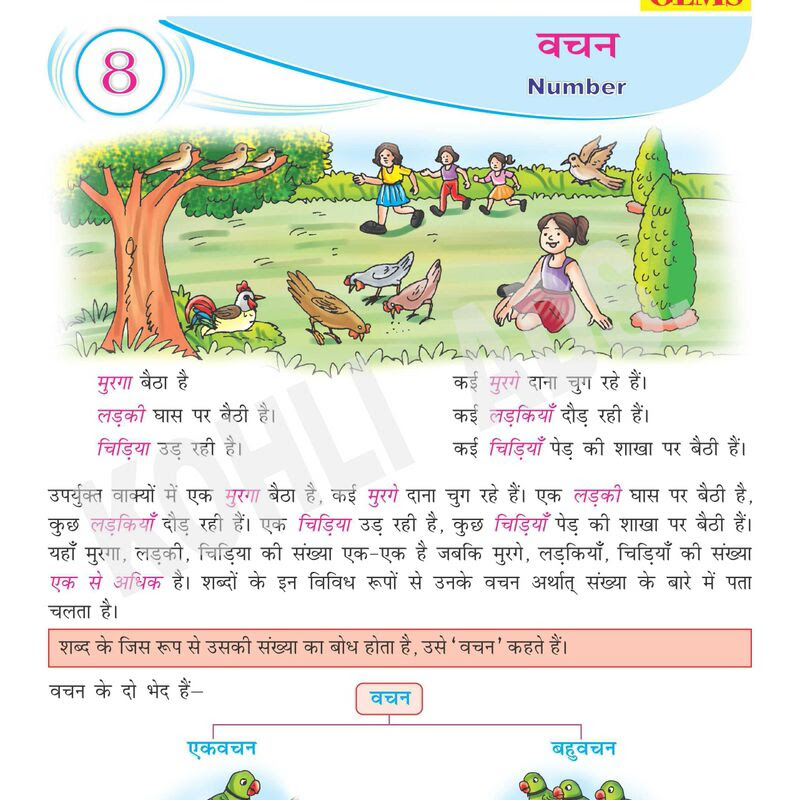 8
वचन
Number
मुरगा बैठा है
लड़की घास पर बैठी है।
चिड़िया उड़ रही है।
कई मुरगे दाना चुग रहे हैं।
कई लड़कियाँ दौड़ रही हैं।
कई चिड़ियाँ पेड़ की शाखा पर बैठी हैं।
उपर्युक्त वाक्यों में एक मुरगा बैठा है, कई मुरगे दाना चुग रहे हैं। एक लड़की घास पर बैठी है,
कुछ लड़कियाँ दौड़ रही हैं। एक चिड़िया उड़ रही है, कुछ चिड़ियाँ पेड़ की शाखा पर बैठी हैं।
यहाँ मुरगा, लड़की, चिड़िया की संख्या एक-एक है जबकि मुरगे, लड़कियाँ, चिड़ियाँ की संख्या
एक से अधिक है। शब्दों के इन विविध रूपों से उनके वचन अर्थात् संख्या के बारे में पता
चलता है।
शब्द के जिस रूप से उसकी संख्या का बोध होता है, उसे ‘वचन’ कहते हैं।
वचन के दो भेद हैं–
वचन
एकवचन
बहुवचन
KOHLI ADS.